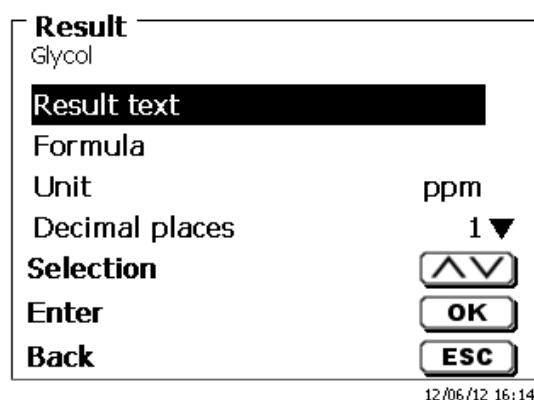 Result
Glycol
Result text
Formula
Unit ppm
Decimal places 1
Selection
Enter OK
Back ESC
12/06/12 16:14